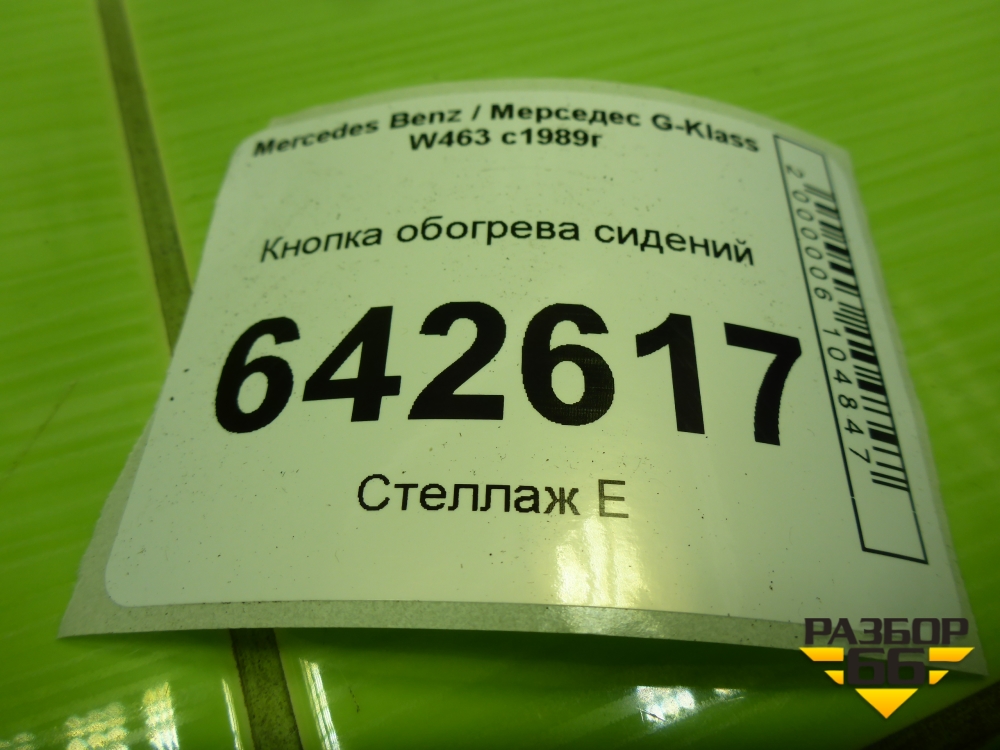 Mercedes Benz / Мерседес G-Klass
W463 с1989г
Кнопка обогрева сидений
642617
Стеллаж Е
2000006104847
РАЗБОР
66